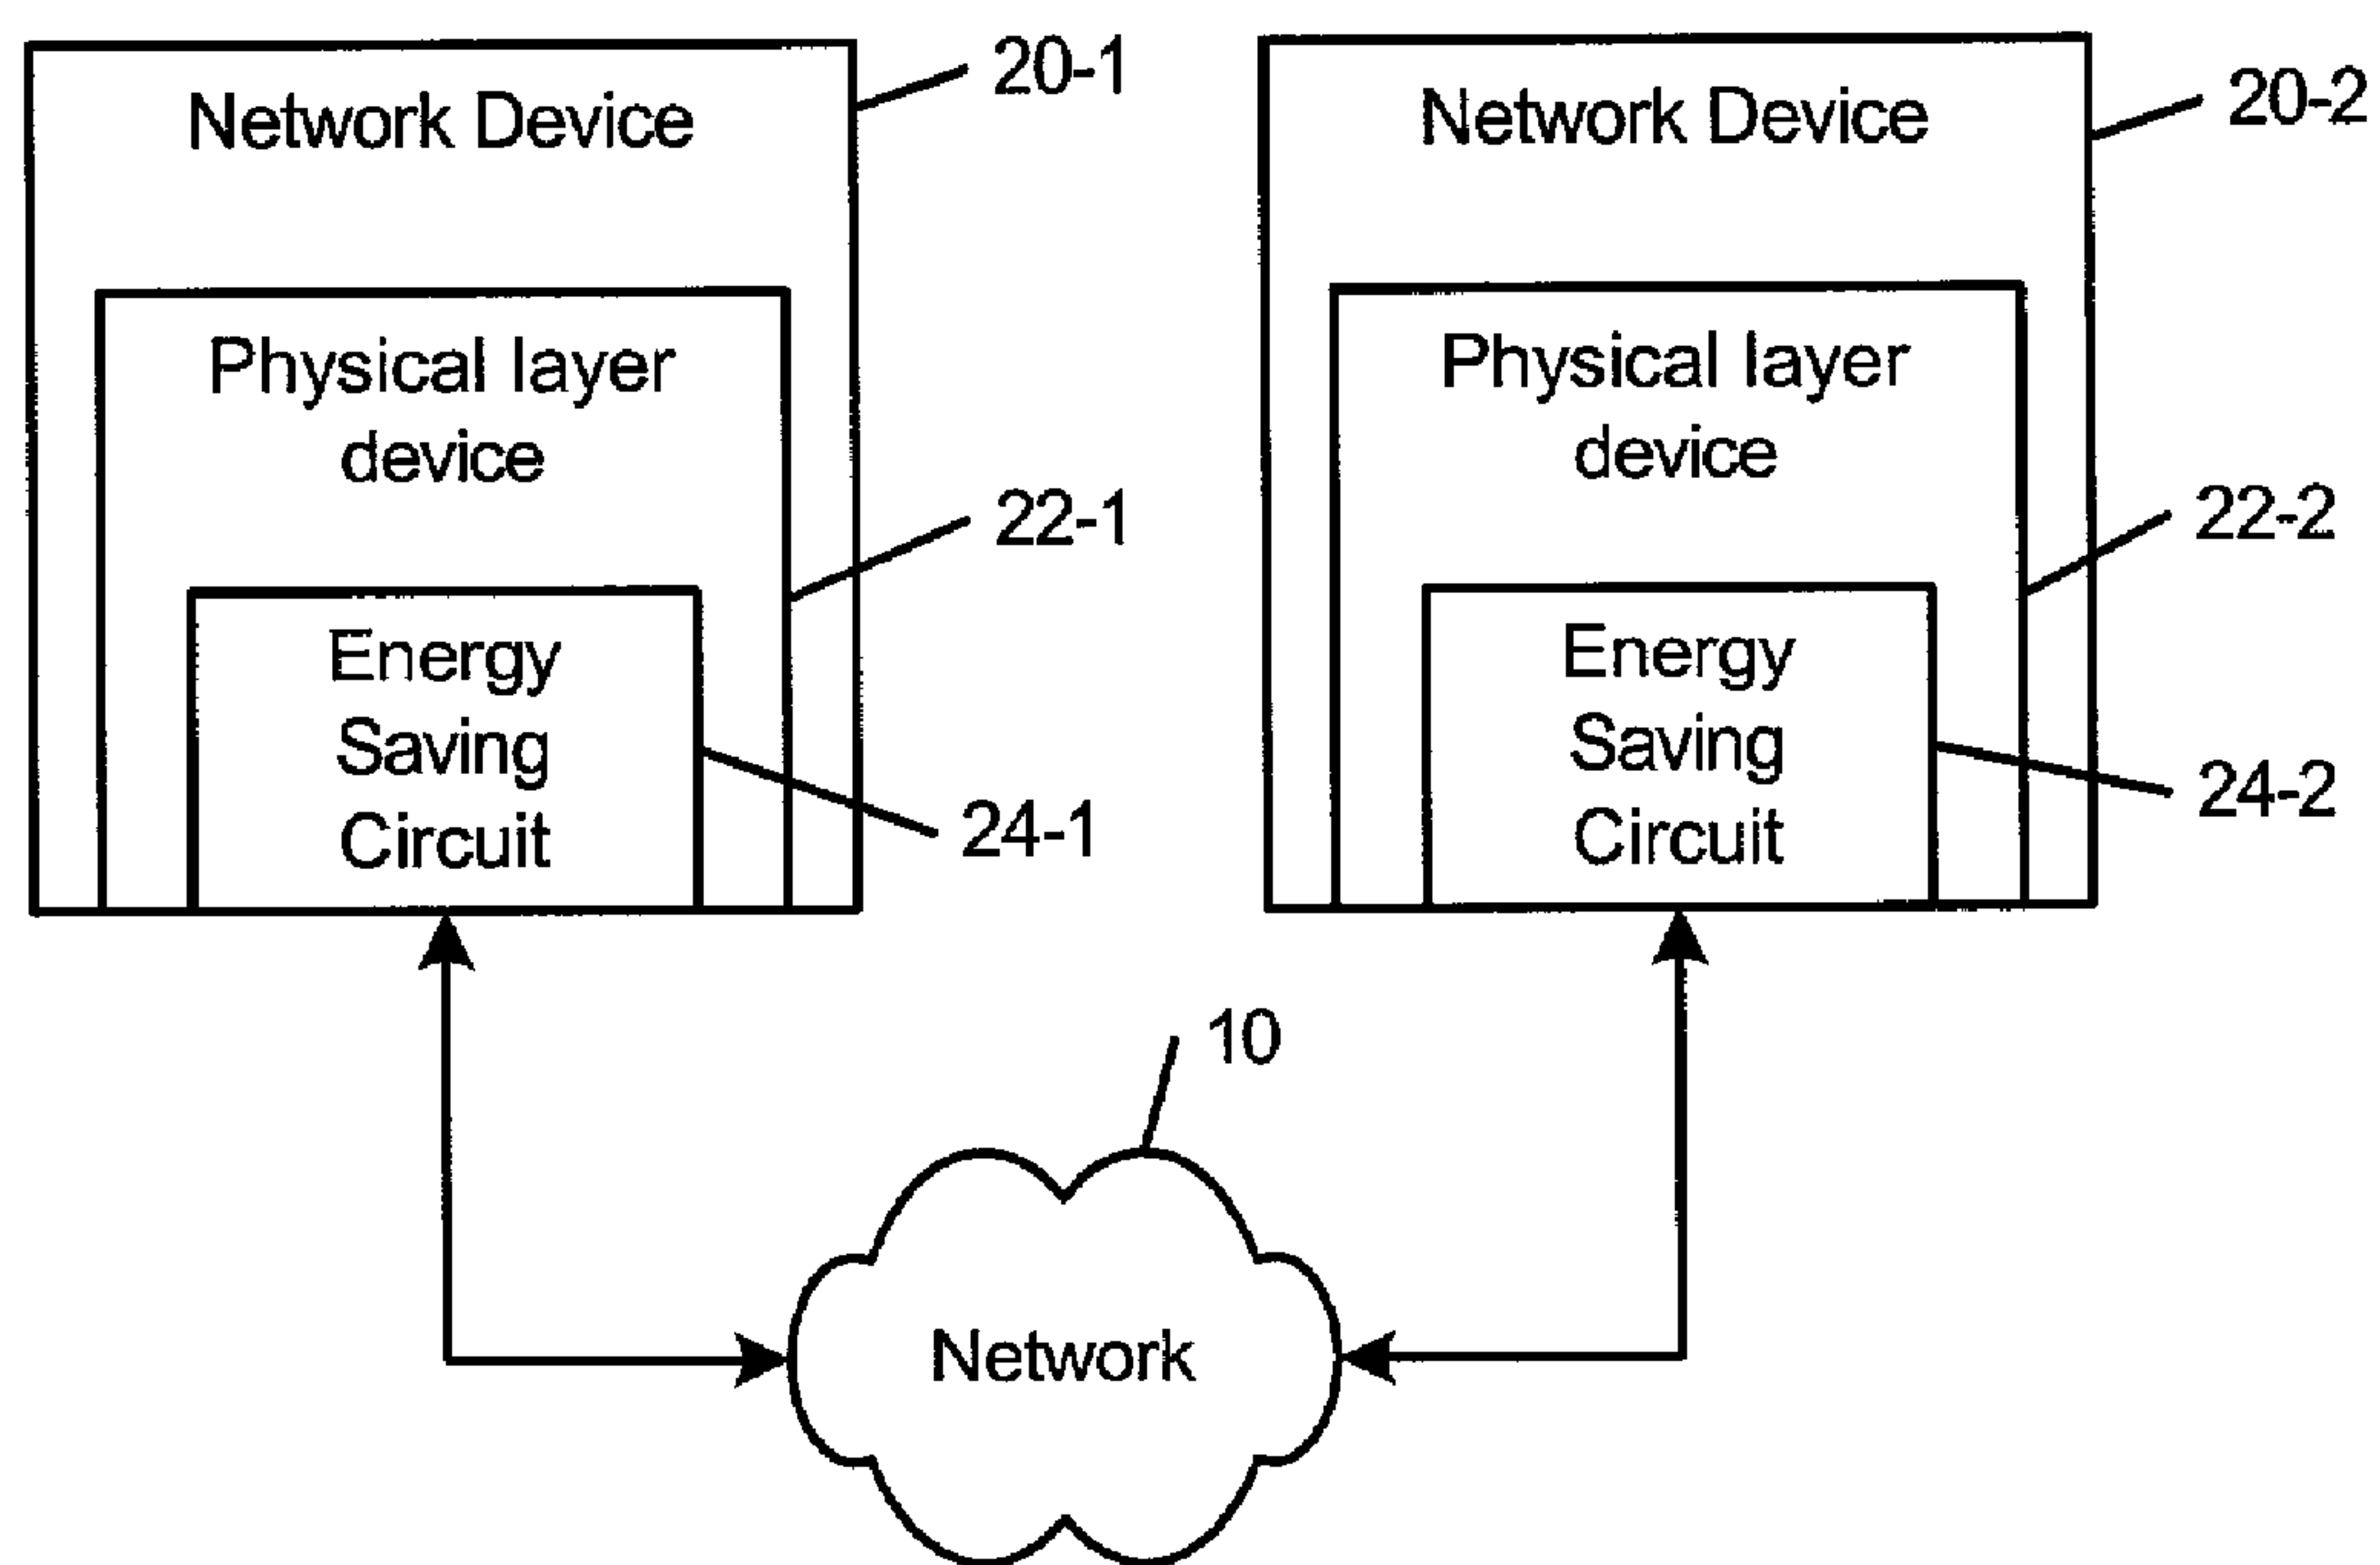 Network Device
20-1
Physical layer
device
22-1
Energy
Saving
Circuit
24-1
Network Device
20-2
Physical layer
device
22-2
Energy
Saving
Circuit
24-2
10
Network